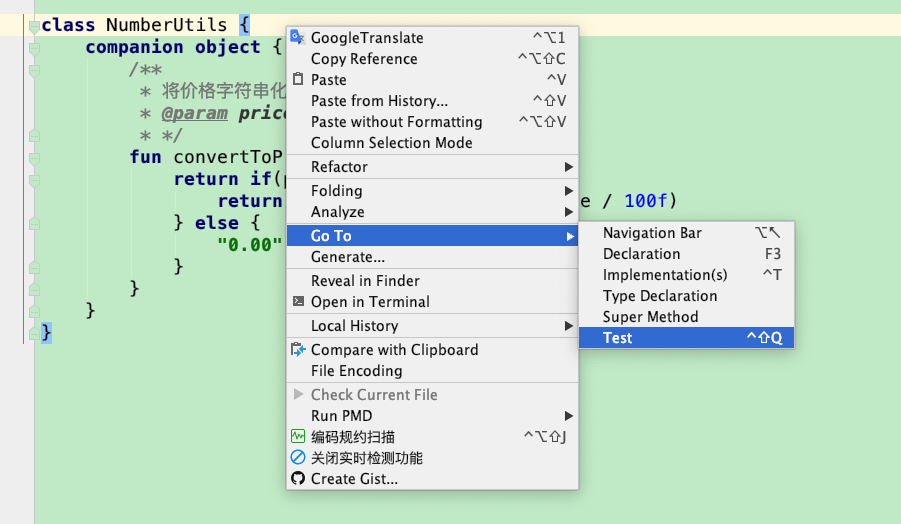 class NumberUtils {
companion object {
/**
* 将价格字符串化
* @param price
* */
fun convertToP
return if(p
return e / 100f)
} else {
"0.00"
}
}
}
}
GoogleTranslate ^⌥1
Copy Reference ^⌥⇧C
Paste ^V
Paste from History... ^⇧V
Paste without Formatting ^⌥⇧V
Column Selection Mode
Refactor
Folding
Analyze
Go To
Generate...
Reveal in Finder
Open in Terminal
Local History
Compare with Clipboard
File Encoding
Check Current File
Run PMD
编码规约扫描 ^⌥⇧J
关闭实时检测功能
Create Gist...
Navigation Bar ⌥↖
Declaration F3
Implementation(s) ^T
Type Declaration
Super Method
Test ^⇧Q